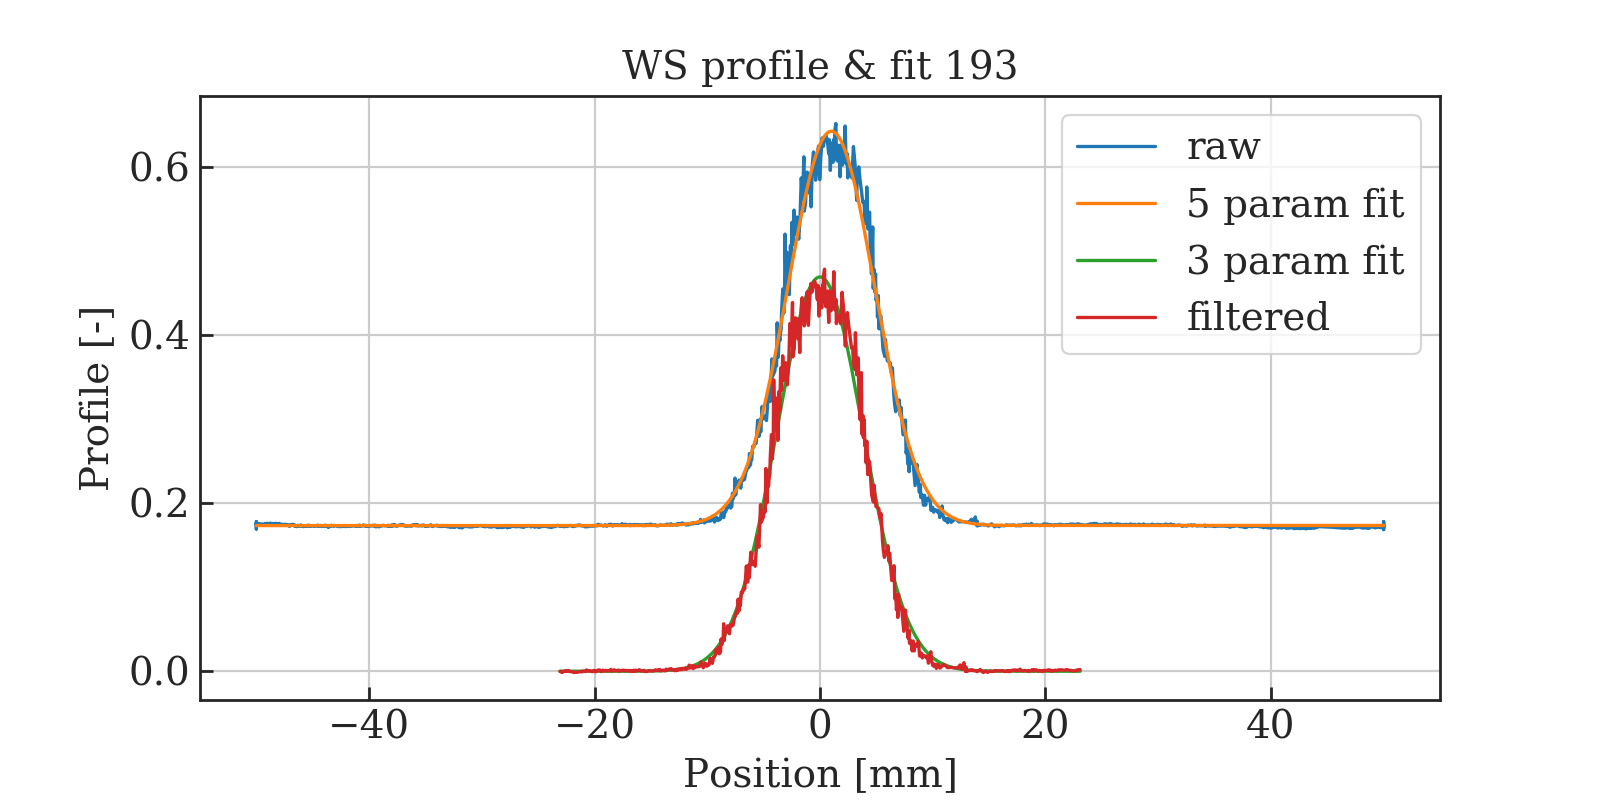 WS profile & fit 193
raw
5 param fit
3 param fit
filtered
Profile [-]
0.6
0.4
0.2
0.0
−40
−20
0
20
40
Position [mm]